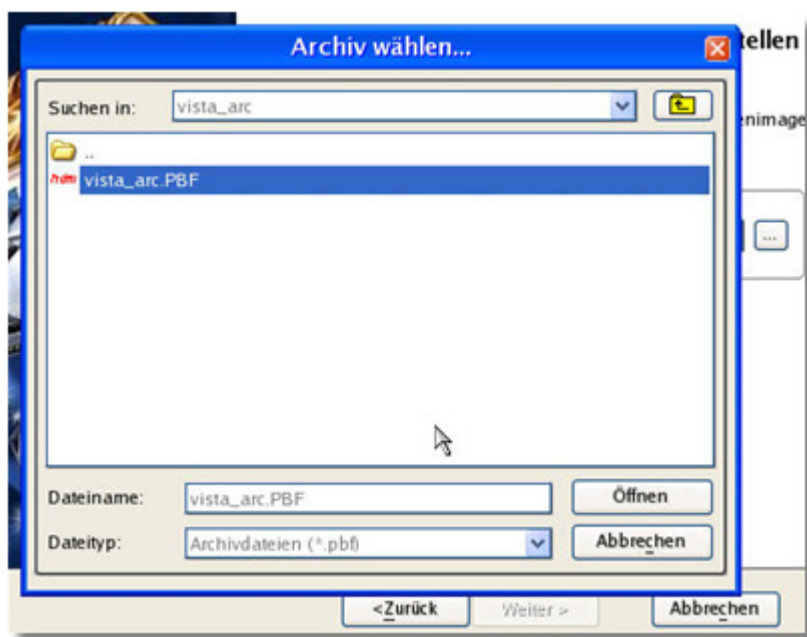 Archiv wählen...
tellen
Suchen in:
vista_arc
enimage
..
vista_arc.PBF
...
Dateiname:
vista_arc.PBF
Öffnen
Dateityp:
Archivdateien (*.pbf)
Abbrechen
<Zurück
Weiter >
Abbrechen